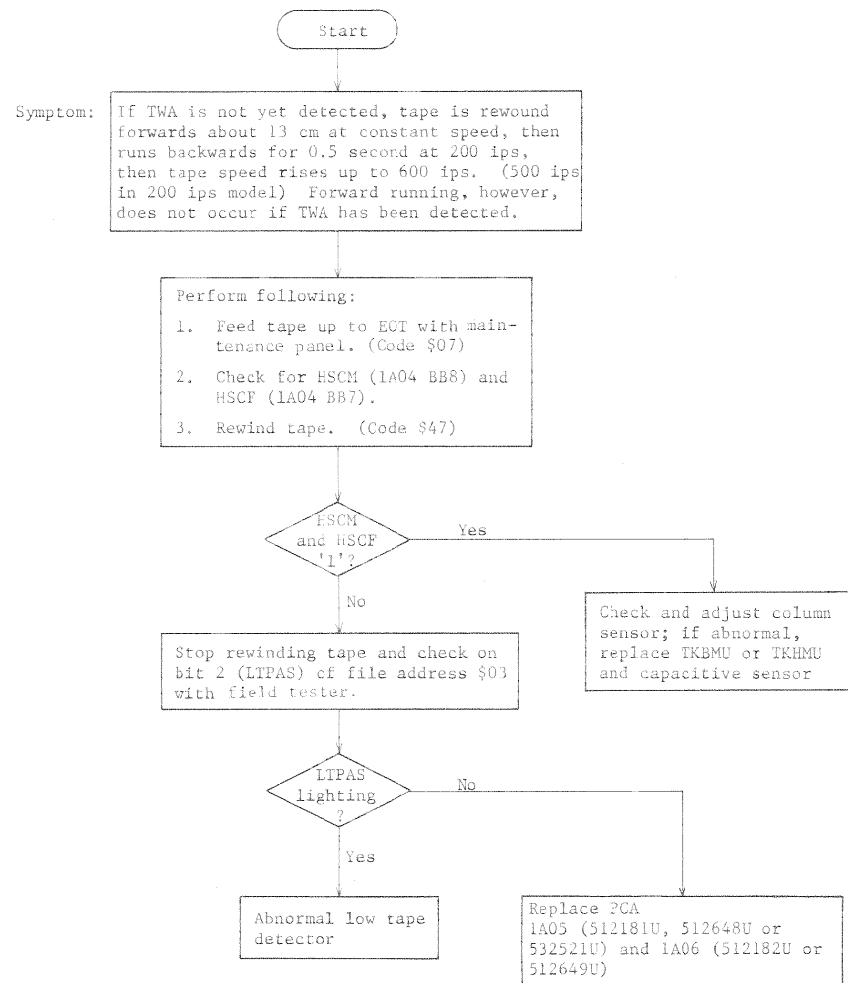 Start
Symptom:
If TWA is not yet detected, tape is rewound
forwards about 13 cm at constant speed, then
runs backwards for 0.5 second at 200 ips,
then tape speed rises up to 600 ips. (500 ips
in 200 ips model) Forward running, however,
does not occur if TWA has been detected.
Perform following:
1. Feed tape up to EOT with main-
tenance panel. (Code $07)
2. Check for HSCM (1A04 BB8) and
HSCF (1A04 BB7).
3. Rewind tape. (Code $47)
HSCM
and HSCF
'1'?
Yes
No
Check and adjust column
sensor; if abnormal,
replace TKBMU or TKHMU
and capacitive sensor
Stop rewinding tape and check on
bit 2 (LTPAS) of file address $03
with field tester.
LTPAS
lighting
?
No
Yes
Abnormal low tape
detector
Replace PCA
1A05 (512181U, 512648U or
532521U) and 1A06 (512182U or
512649U)